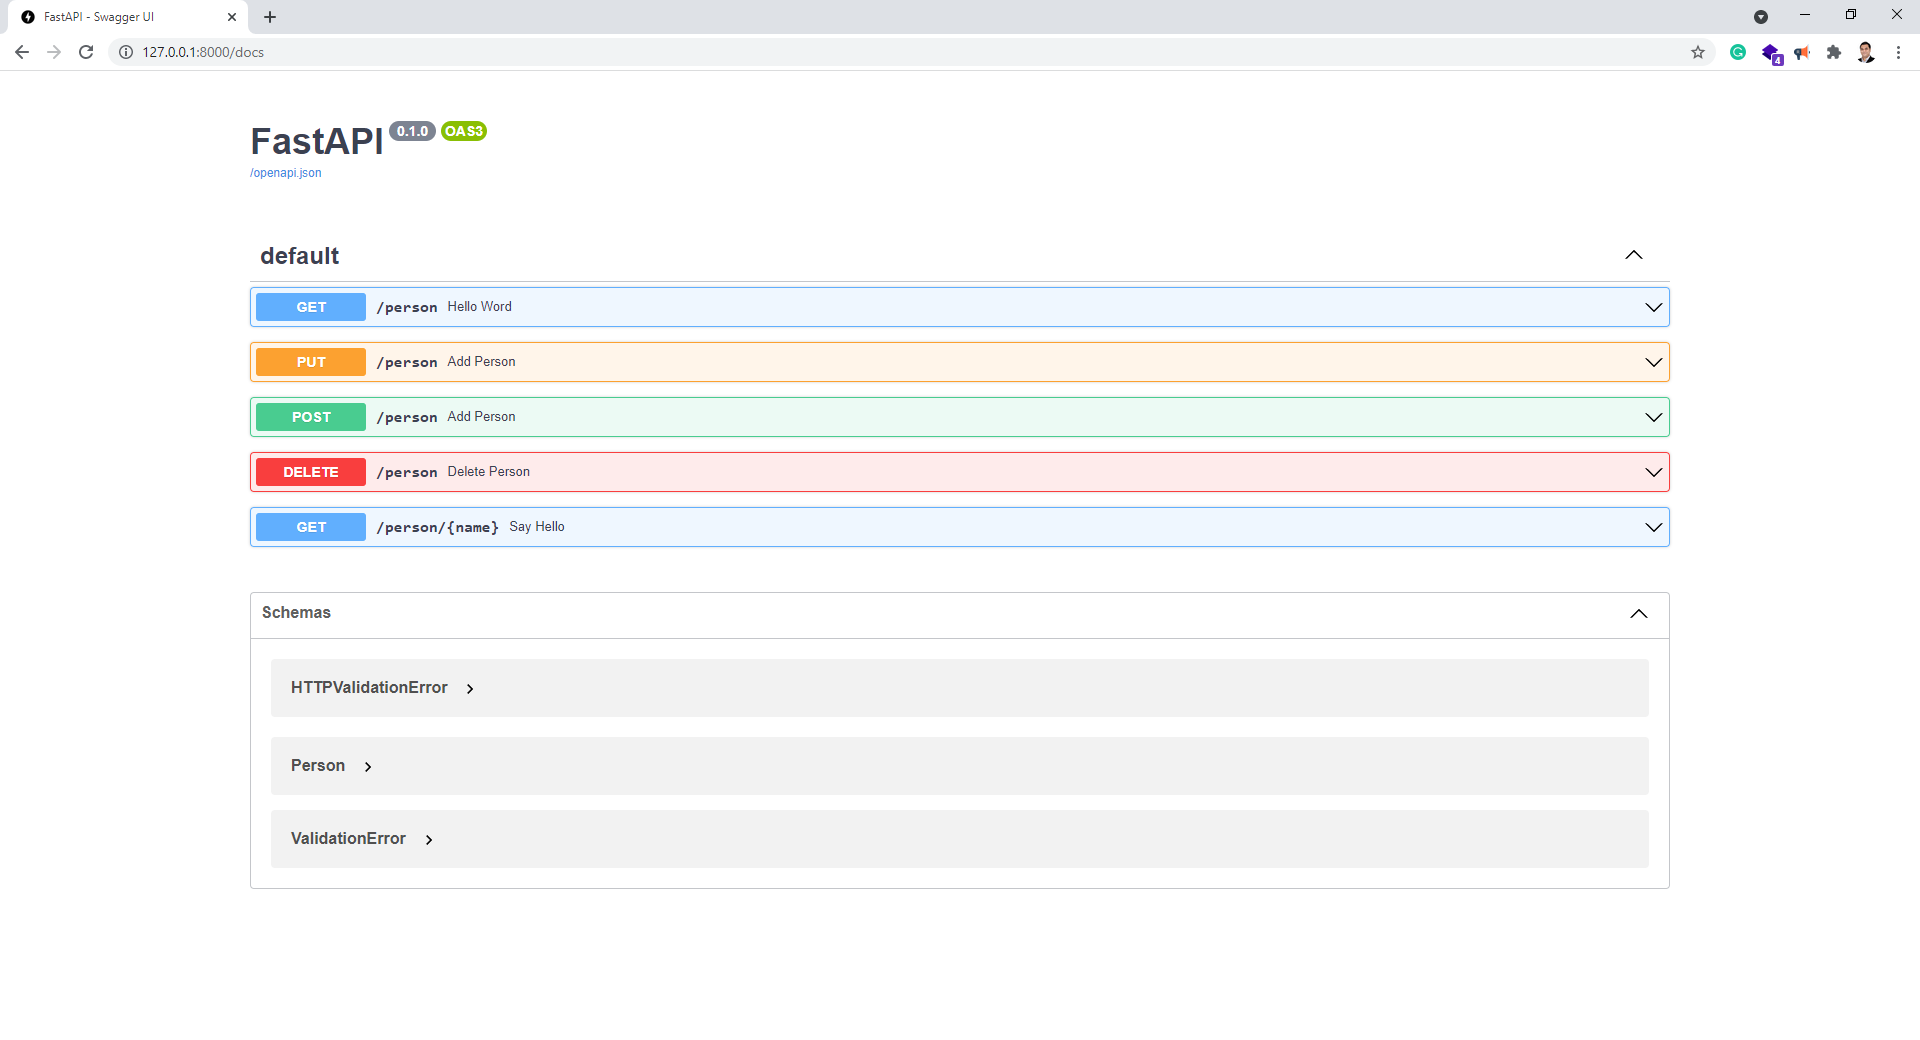 FastAPI - Swagger UI
127.0.0.1:8000/docs
4
FastAPI 0.1.0 OAS3
/openapi.json
default
GET /person Hello Word
PUT /person Add Person
POST /person Add Person
DELETE /person Delete Person
GET /person/{name} Say Hello
Schemas
HTTPValidationError
Person
ValidationError